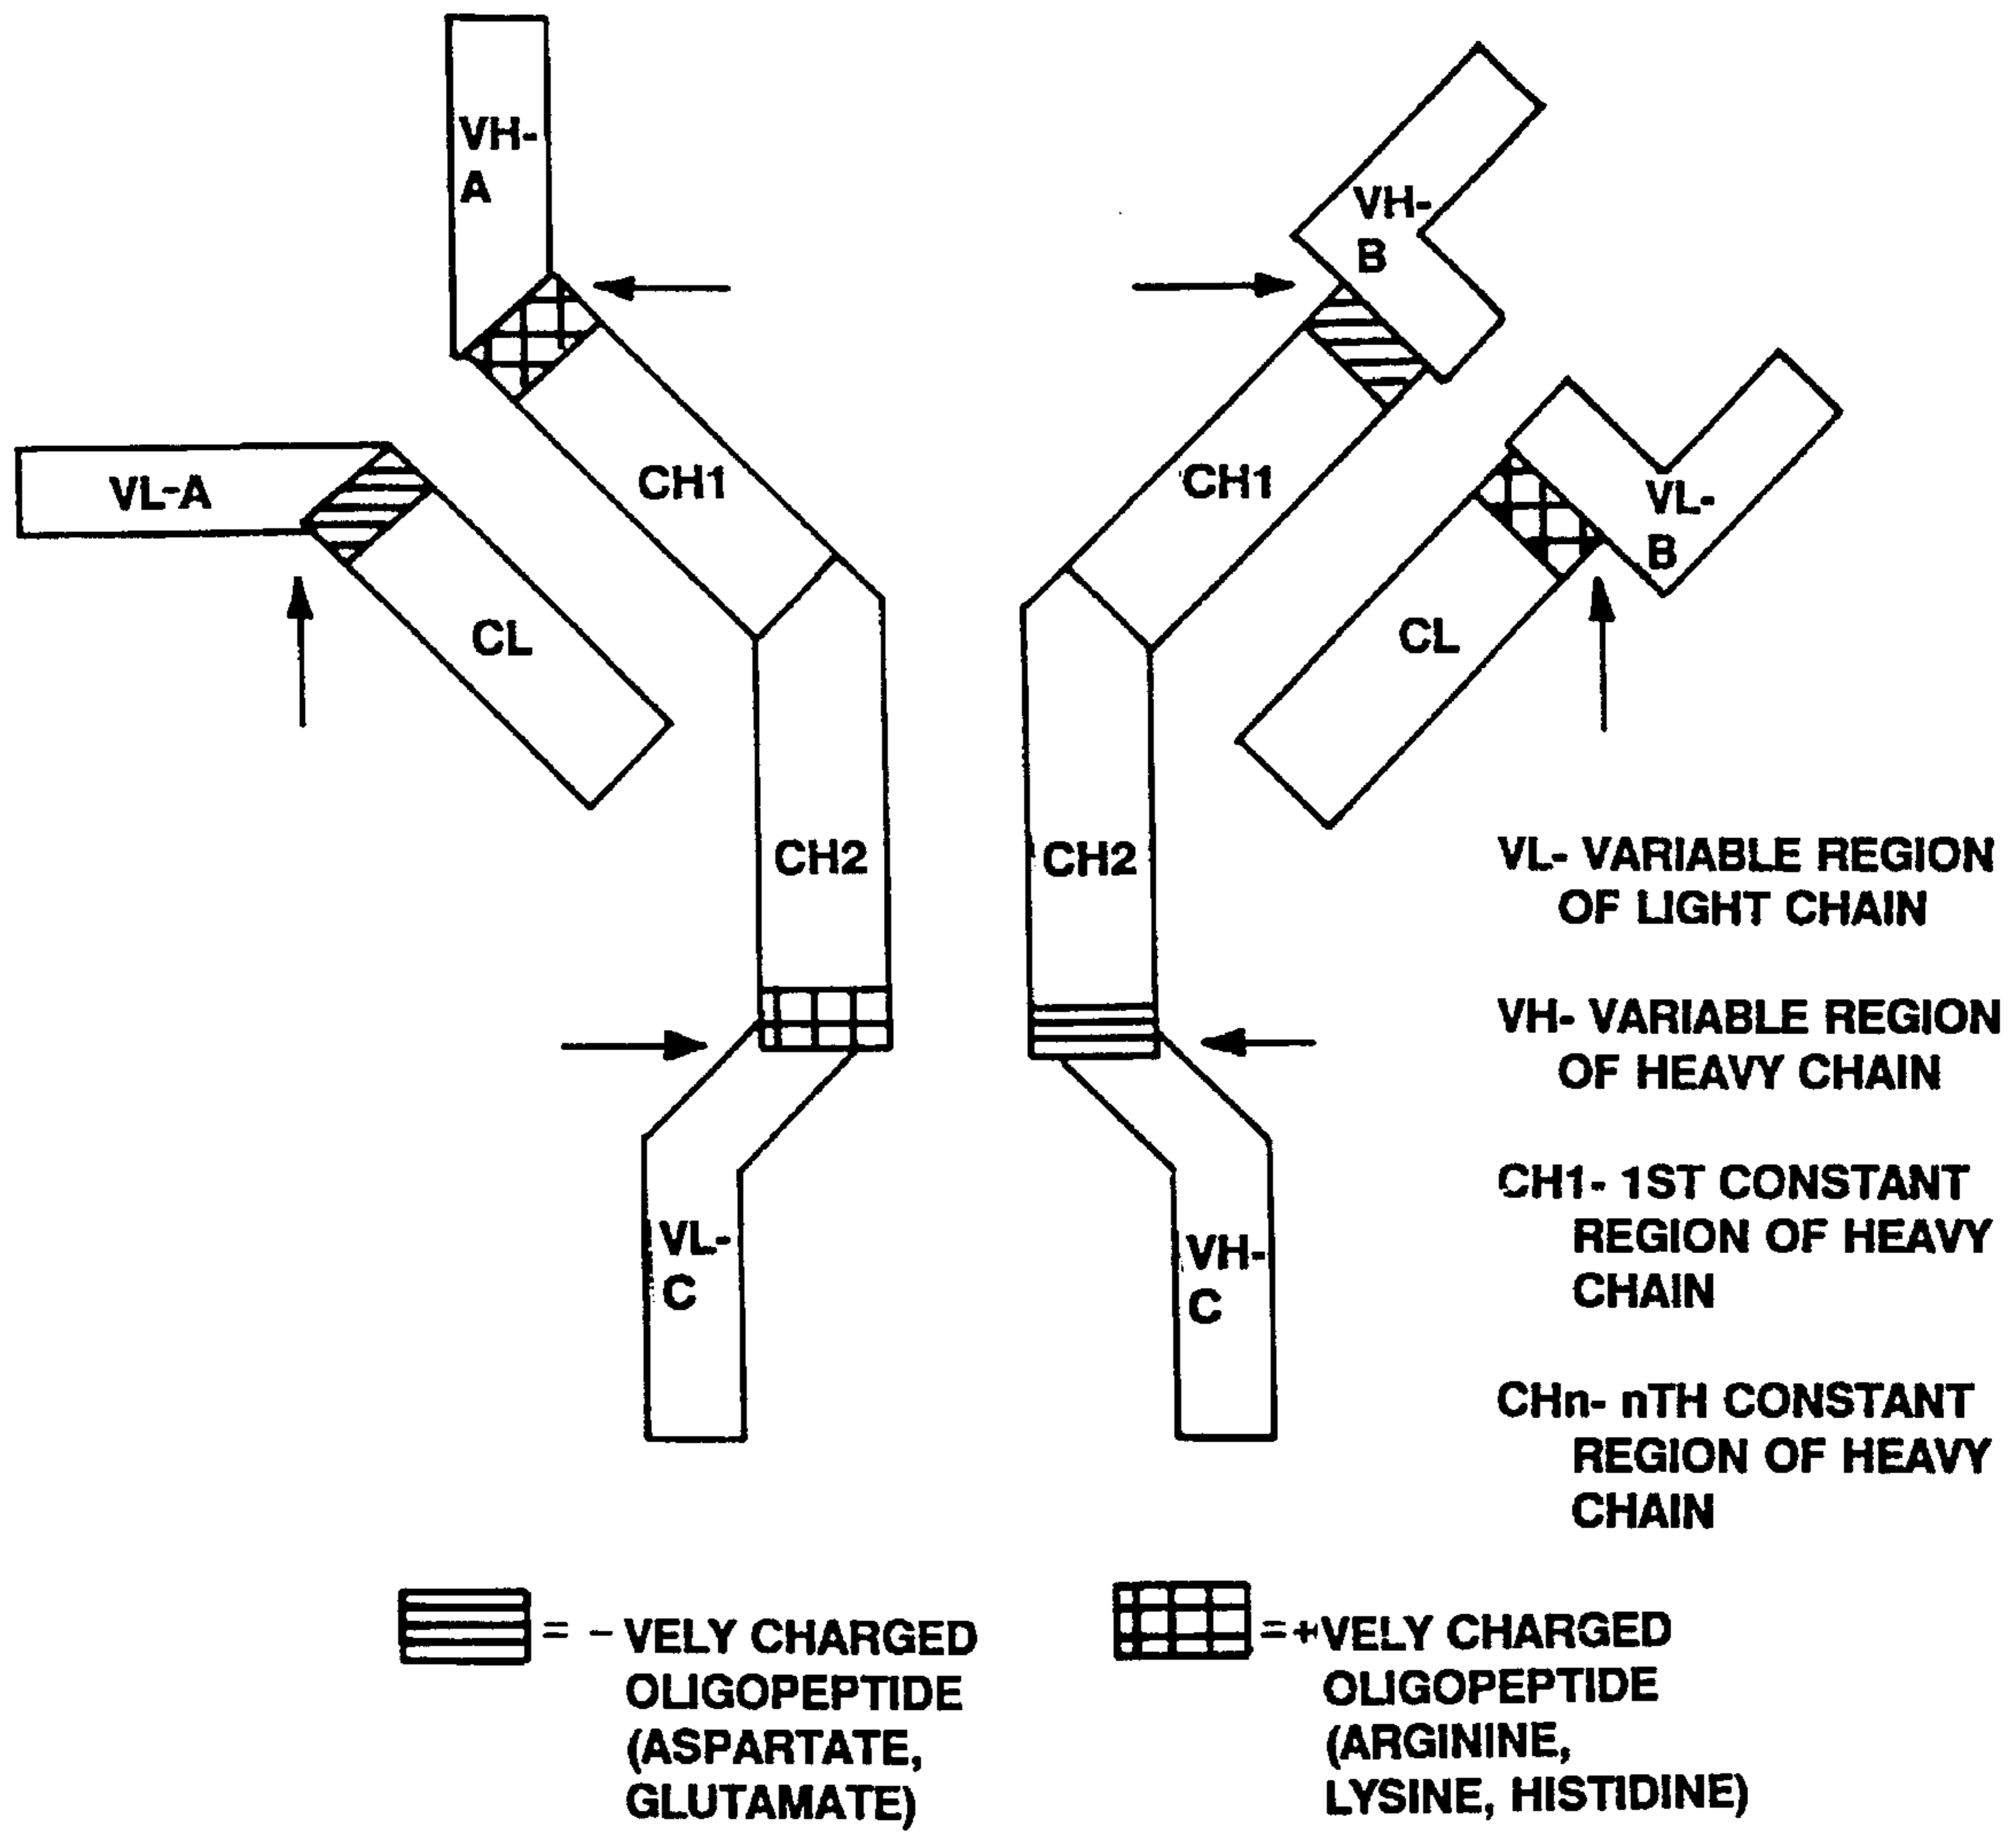 VH-
A
VH-
B
VL-A
CH1
CH1
VL-
B
CL
CL
CH2
CH2
VL- VARIABLE REGION
OF LIGHT CHAIN
VH- VARIABLE REGION
OF HEAVY CHAIN
CH1- 1ST CONSTANT
REGION OF HEAVY
CHAIN
CHn- nTH CONSTANT
REGION OF HEAVY
CHAIN
VL-
C
VH-
C
= - VELY CHARGED
OLIGOPEPTIDE
(ASPARTATE,
GLUTAMATE)
=+VELY CHARGED
OLIGOPEPTIDE
(ARGININE,
LYSINE, HISTIDINE)